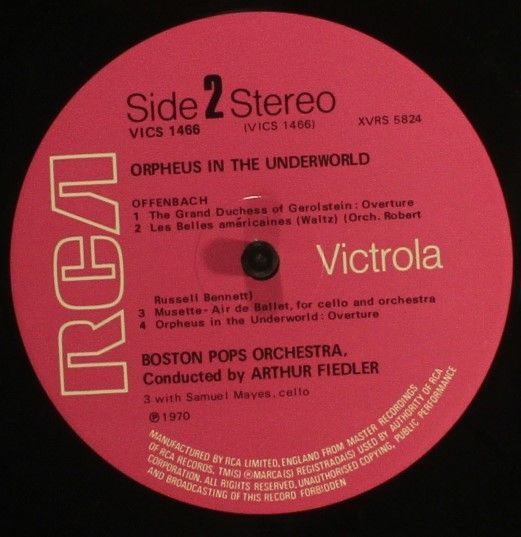 Side 2 Stereo
VICS 1466 (VICS 1466) XVRS 5824
ORPHEUS IN THE UNDERWORLD
OFFENBACH
1 The Grand Duchess of Gerolstein: Overture
2 Les Belles américaines (Waltz) (Orch. Robert
RCA
Victrola
Russell Bennett)
3 Musette-Air de Ballet, for cello and orchestra
4 Orpheus in the Underworld: Overture
BOSTON POPS ORCHESTRA,
Conducted by ARTHUR FIEDLER
3 with Samuel Mayes, cello
℗ 1970
MANUFACTURED BY RCA LIMITED, ENGLAND FROM MASTER RECORDINGS
OF RCA RECORDS. TM(S) ® MARCA(S) REGISTRADA(S) USED BY AUTHORITY OF RCA
CORPORATION. ALL RIGHTS RESERVED, UNAUTHORISED COPYING, PUBLIC PERFORMANCE
AND BROADCASTING OF THIS RECORD FORBIDDEN